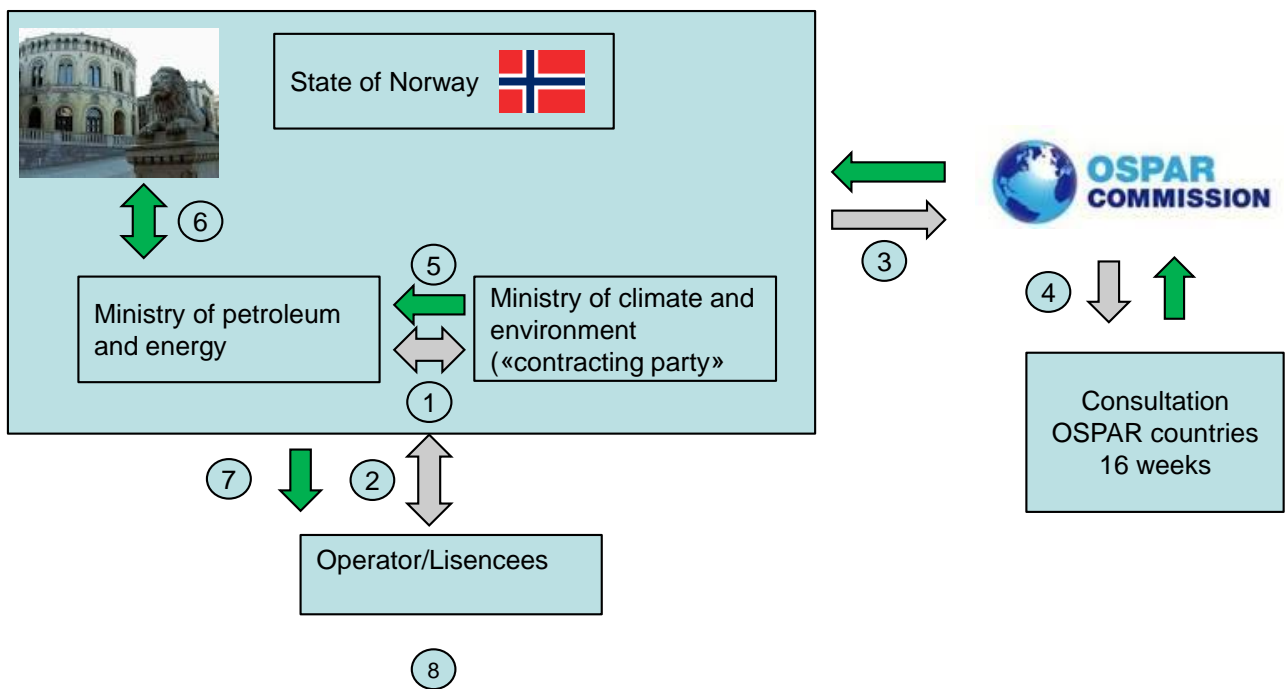 State of Norway
OSPAR
COMMISSION
6
5
3
4
Ministry of petroleum
and energy
Ministry of climate and
environment
(«contracting party»
1
Consultation
OSPAR countries
16 weeks
7
2
Operator/Lisencees
8